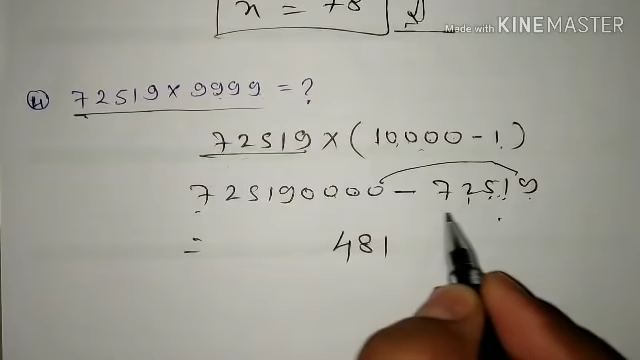 x = 78
Made with KINEMASTER
(4) 72519 × 9999 = ?
72519 × (10,000 - 1)
725190000 - 72519
= 481